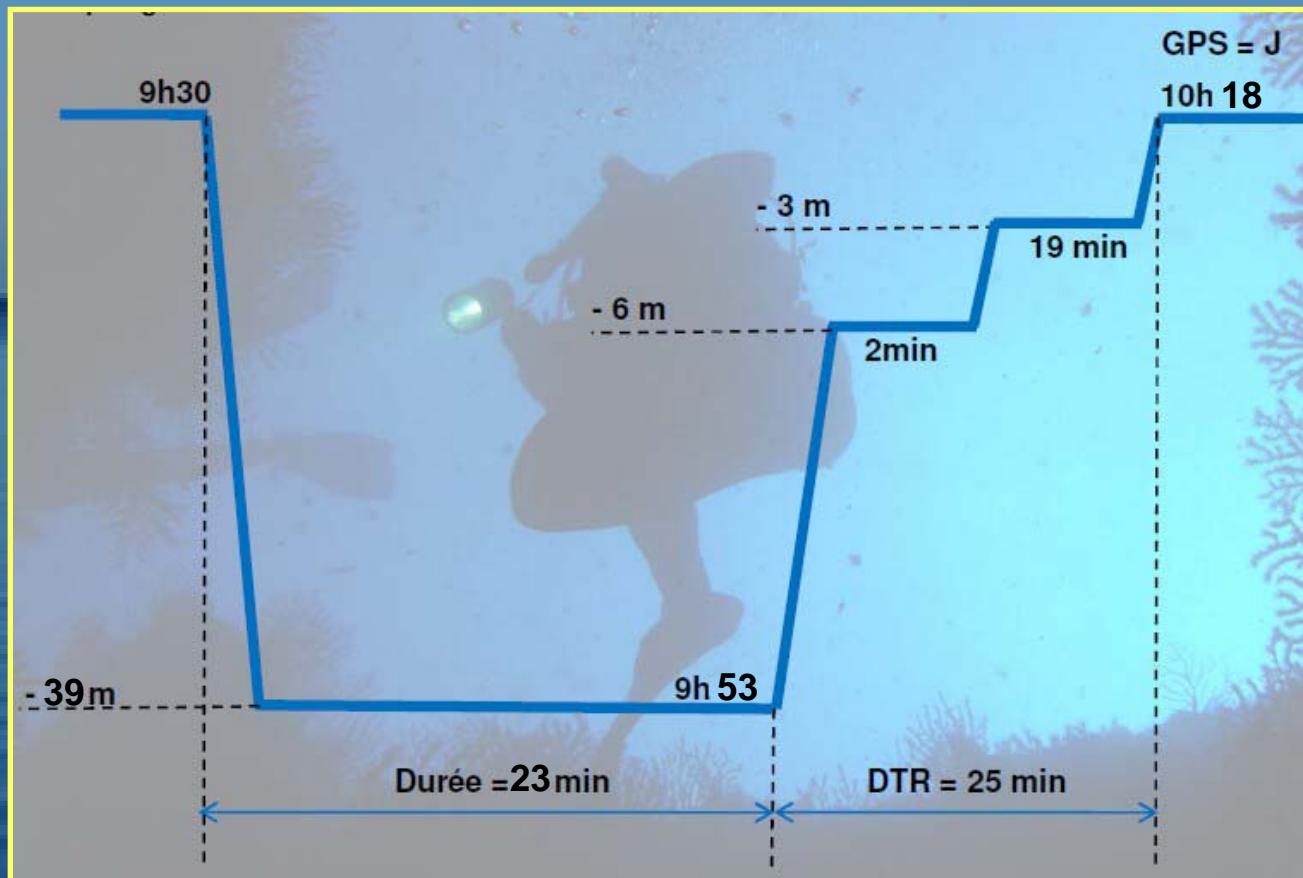 GPS = J
9h30
10h 18
- 3 m
19 min
- 6 m
2min
- 39 m
9h 53
Durée =23 min
DTR = 25 min